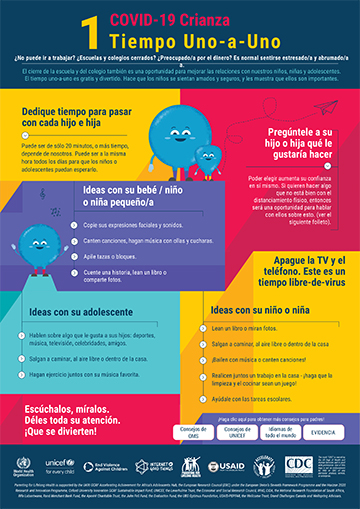 COVID-19 Crianza
1 Tiempo Uno-a-Uno
¿No puede ir a trabajar? ¿Escuelas y colegios cerrados? ¿Preocupado/a por el dinero? Es normal sentirse estresado/a y abrumado/a
a.
El cierre de la escuela y del colegio también es una oportunidad para mejorar las relaciones con nuestros niños, niñas y adolescentes.
El tiempo uno-a-uno es gratis y divertido. Hace que los niños se sientan amados y seguros, y les muestra que ellos son importantes.
Dedique tiempo para pasar
con cada hijo e hija
Puede ser de sólo 20 minutos, o más tiempo,
depende de nosotros. Puede ser a la misma
hora todos los días para que los niños o
adolescentes puedan esperarlo.
Pregúntele a su
hijo o hija qué le
gustaría hacer
Poder elegir aumenta su confianza
en sí mismo. Si quieren hacer algo
que no está bien con el
distanciamiento físico, entonces
será una oportunidad para hablar
con ellos sobre esto. (ver el
siguiente folleto).
Ideas con su bebé / niño
o niña pequeño/a
Copie sus expresiones faciales y sonidos.
Canten canciones, hagan música con ollas y cucharas.
Apile tazas o bloques.
Cuente una historia, lean un libro o
comparte fotos.
Apague la TV y el
teléfono. Este es un
tiempo libre-de-virus
Ideas con su adolescente
Hablen sobre algo que le gusta a sus hijos: deportes,
música, televisión, celebridades, amigos.
Salgan a caminar, al aire libre o dentro de la casa.
Hagan ejercicio juntos con su música favorita.
Ideas con su niño o niña
Lean un libro o miran fotos.
Salgan a caminar, al aire libre o dentro de la casa
¡Bailen con música o canten canciones!
Realicen juntos un trabajo en la casa - ¡haga que la
limpieza y el cocinar sean un juego!
Ayúdale con las tareas escolares.
Escúchalos, míralos.
Déles toda su atención.
¡Que se divierten!
¡Haga clic aquí para obtener más consejos para padres!
Consejos de
OMS
Consejos de
UNICEF
Idiomas de
todo el mundo
EVIDENCIA
World Health
Organization
unicef
for every child
End Violence
Against Children
INTERNET OF
GOOD THINGS
USAID
CDC